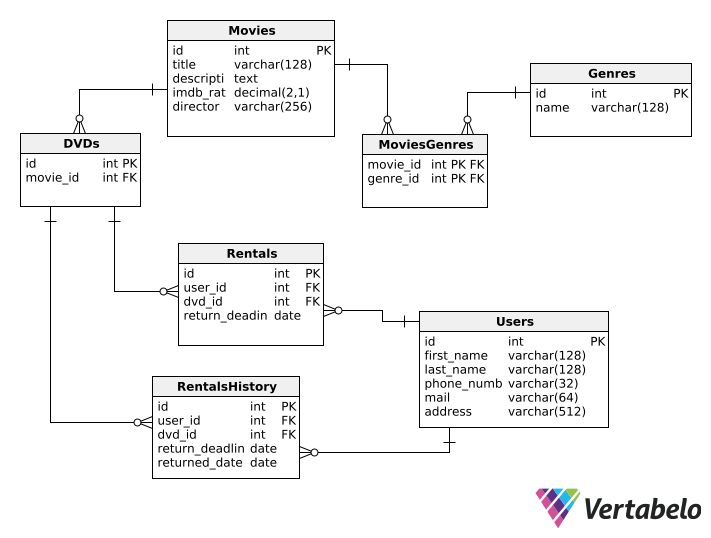 Movies
id int PK
title varchar(128)
descripti text
imdb_rat decimal(2,1)
director varchar(256)
Genres
id int PK
name varchar(128)
DVDs
id int PK
movie_id int FK
MoviesGenres
movie_id int PK FK
genre_id int PK FK
Rentals
id int PK
user_id int FK
dvd_id int FK
return_deadin date
Users
id int PK
first_name varchar(128)
last_name varchar(128)
phone_numb varchar(32)
mail varchar(64)
address varchar(512)
RentalsHistory
id int PK
user_id int FK
dvd_id int FK
return_deadlin date
returned_date date
Vertabelo